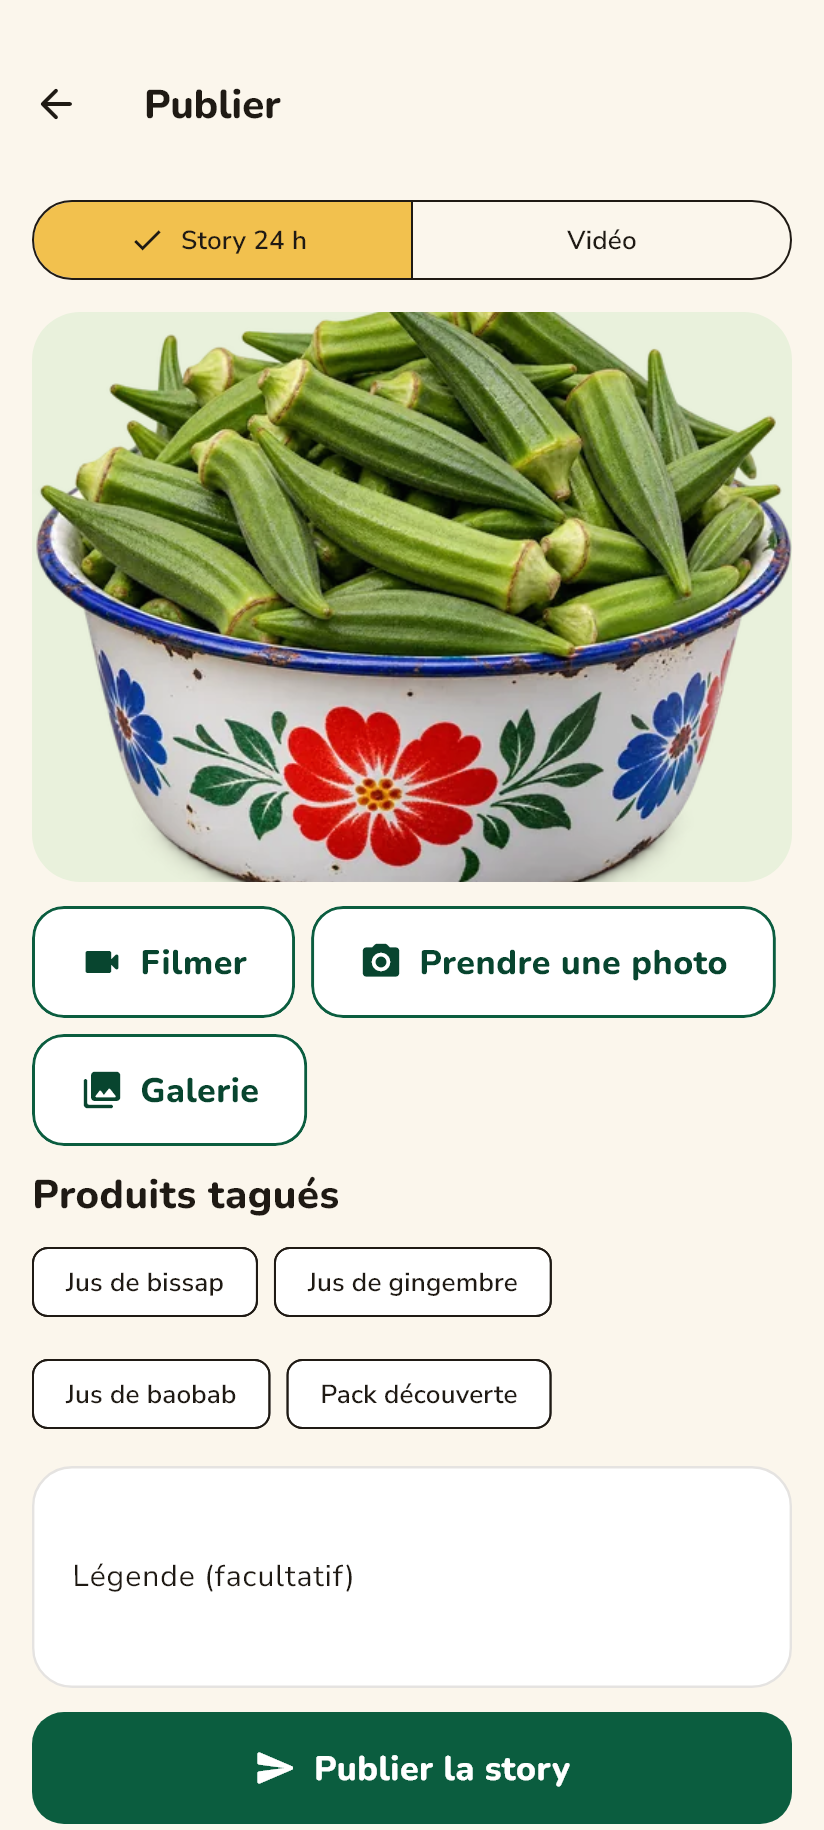 Publier
Story 24 h
Vidéo
Filmer
Prendre une photo
Galerie
Produits tagués
Jus de bissap
Jus de gingembre
Jus de baobab
Pack découverte
Légende (facultatif)
Publier la story